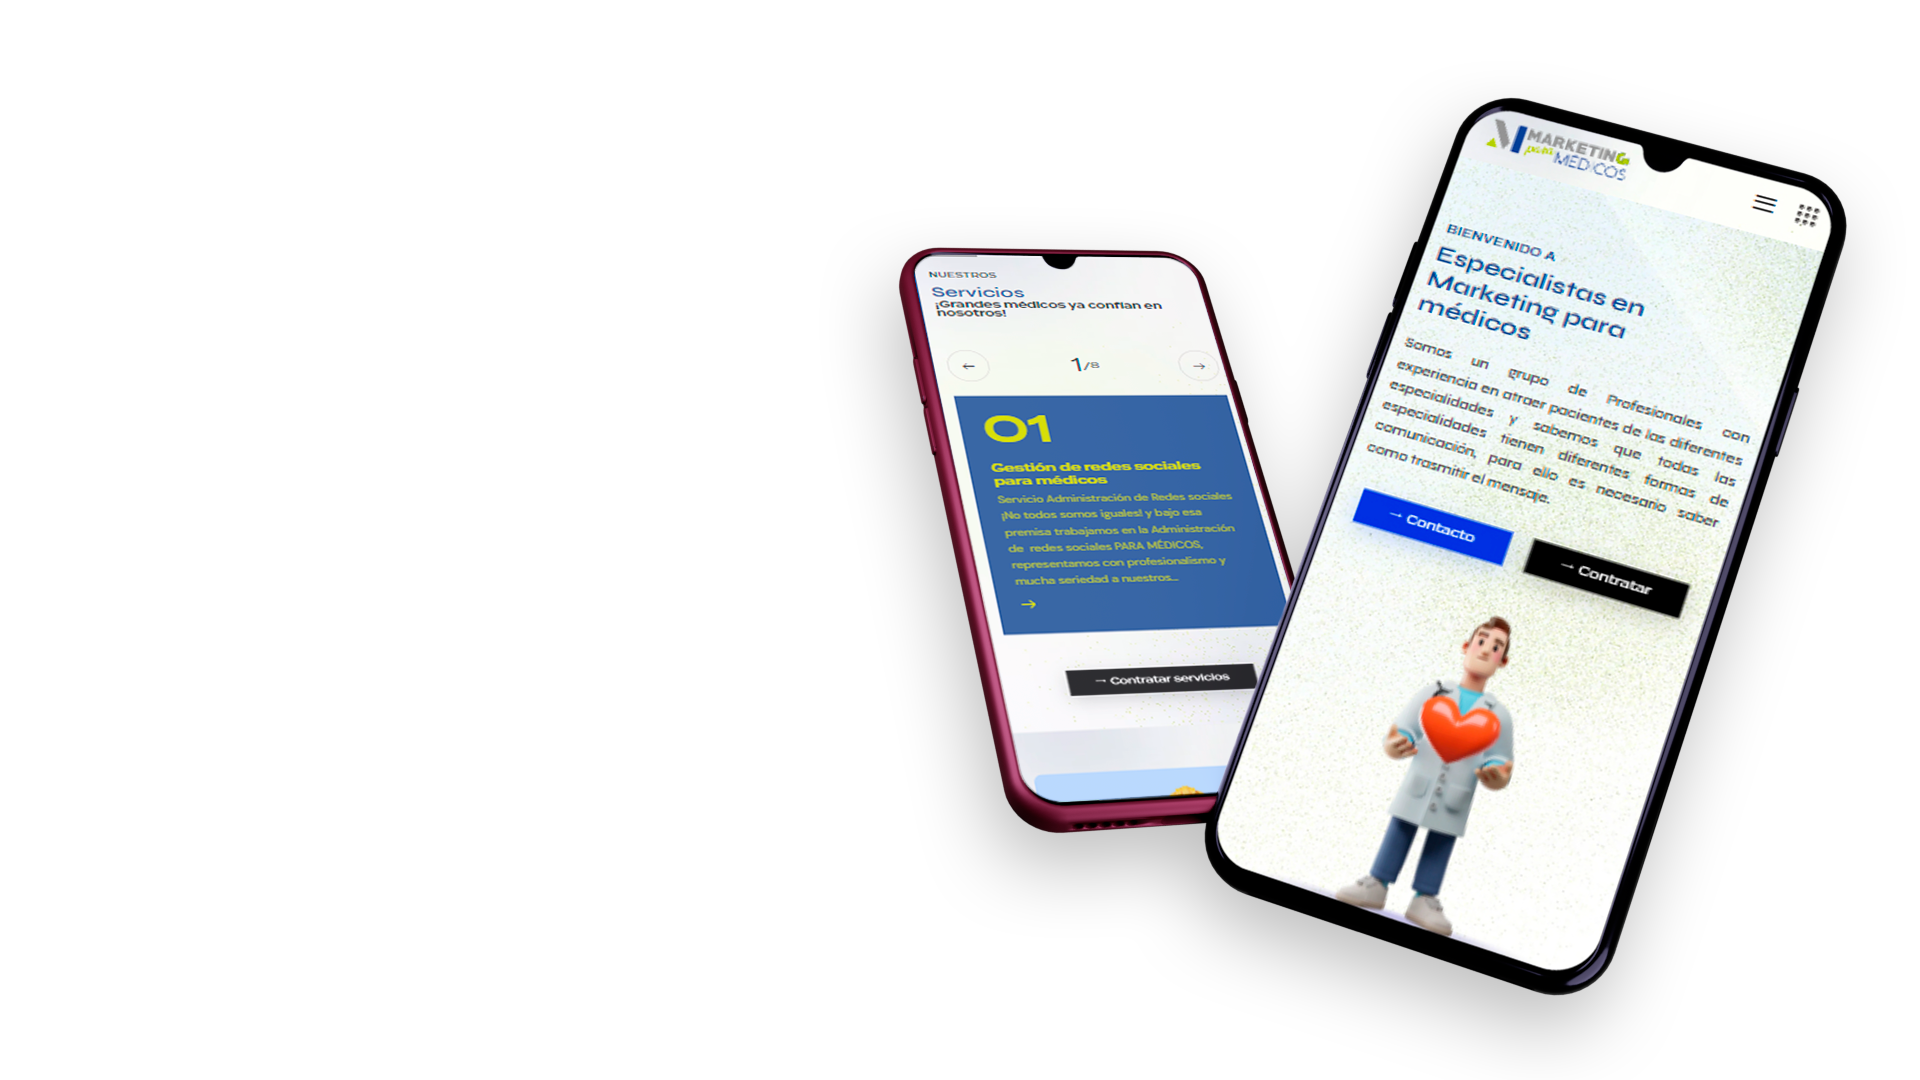 NUESTROS
Servicios
¡Grandes médicos ya confían en
nosotros!
←
1/8
→
01
Gestión de redes sociales
para médicos
Servicio Administración de Redes sociales
¡No todos somos iguales! y bajo esa
premisa trabajamos en la Administración
de redes sociales PARA MÉDICOS,
representamos con profesionalismo y
mucha seriedad a nuestros...
→
→ Contratar servicios
MARKETING
para MÉDICOS
BIENVENIDO A
Especialistas en
Marketing para
médicos
Somos un grupo de Profesionales con
experiencia en atraer pacientes de las diferentes
especialidades y sabemos que todas las
especialidades tienen diferentes formas de
comunicación, para ello es necesario saber
como trasmitir el mensaje.
→ Contacto
→ Contratar